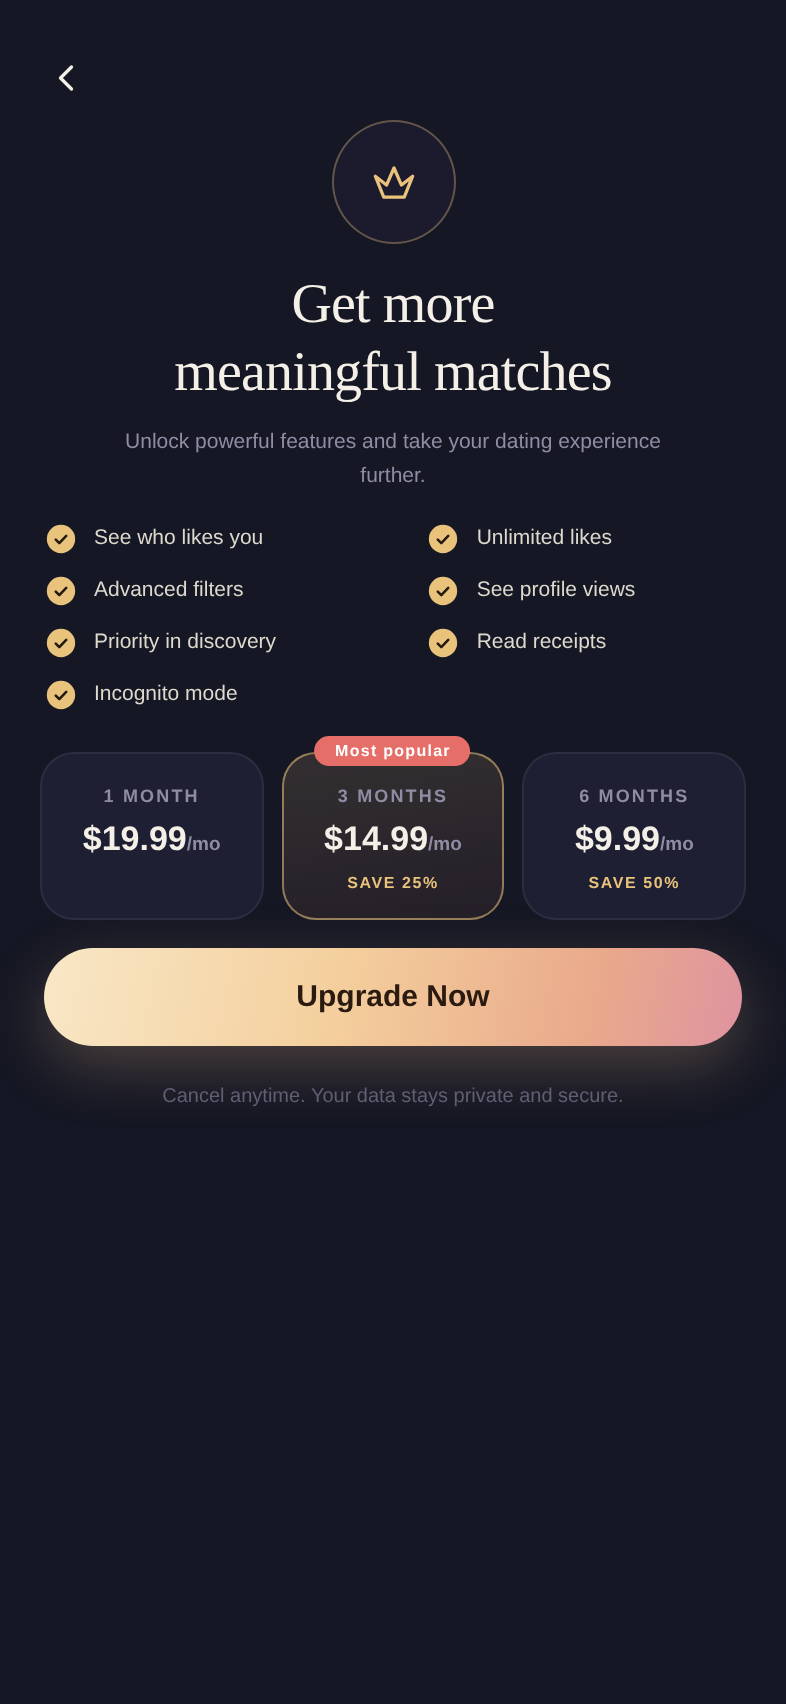 Get more
meaningful matches
Unlock powerful features and take your dating experience
further.
See who likes you
Unlimited likes
Advanced filters
See profile views
Priority in discovery
Read receipts
Incognito mode
Most popular
1 MONTH
$19.99/mo
3 MONTHS
$14.99/mo
SAVE 25%
6 MONTHS
$9.99/mo
SAVE 50%
Upgrade Now
Cancel anytime. Your data stays private and secure.